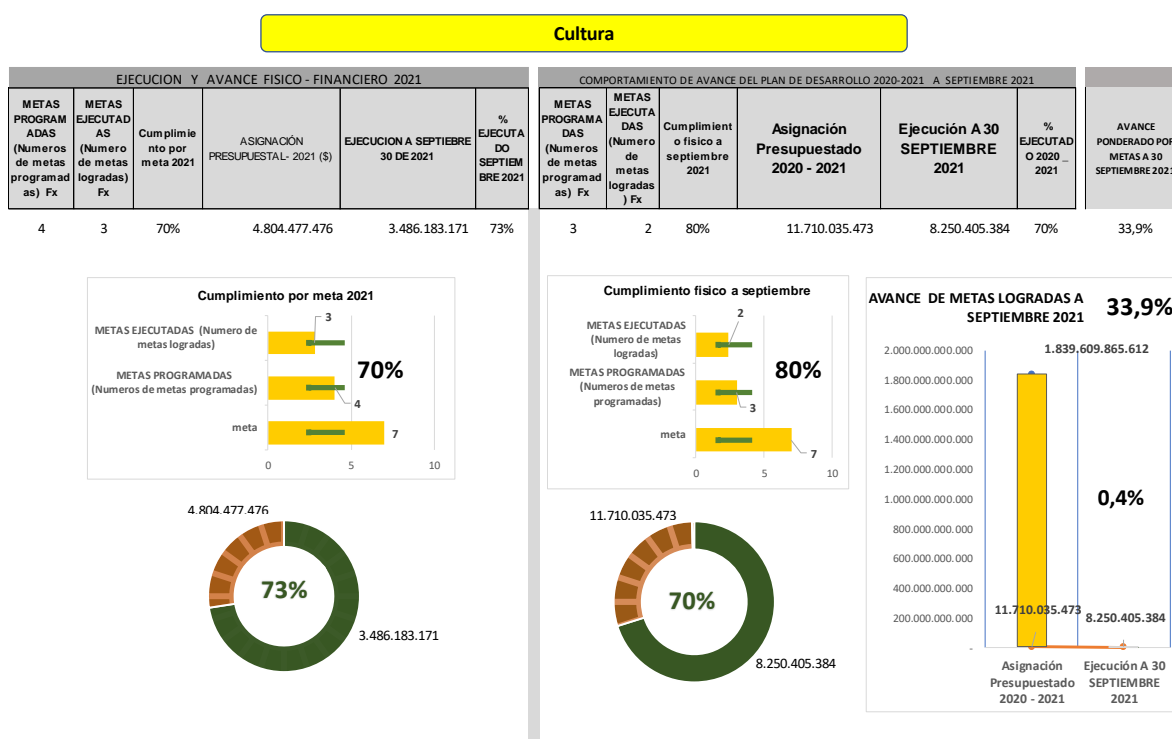 Cultura
EJECUCION Y AVANCE FISICO - FINANCIERO 2021
METAS
PROGRAM
ADAS
(Numeros
de metas
programad
as) Fx
METAS
EJECUTAD
AS
(Numero
de metas
logradas)
Fx
Cumplimie
nto por
meta 2021
ASIGNACIÓN
PRESUPUESTAL- 2021 ($)
EJECUCION A SEPTIEBRE
30 DE 2021
%
EJECUTA
DO
SEPTIEM
BRE 2021
4 3 70% 4.804.477.476 3.486.183.171 73%
COMPORTAMIENTO DE AVANCE DEL PLAN DE DESARROLLO 2020-2021 A SEPTIEMBRE 2021
METAS
PROGRAMA
DAS
(Numeros
de metas
programad
as) Fx
METAS
EJECUTA
DAS
(Numero
de
metas
logradas
) Fx
Cumplimient
o fisico a
septiembre
2021
Asignación
Presupuestado
2020 - 2021
Ejecución A 30
SEPTIEMBRE
2021
%
EJECUTAD
O 2020 _
2021
3 2 80% 11.710.035.473 8.250.405.384 70%
AVANCE
PONDERADO POR
METAS A 30
SEPTIEMBRE 2021
33,9%
Cumplimiento por meta 2021
METAS EJECUTADAS (Numero de
metas logradas)
3
METAS PROGRAMADAS
(Numeros de metas programadas)
4
meta
7
70%
0 5 10
4.804.477.476
73%
3.486.183.171
Cumplimiento fisico a septiembre
METAS EJECUTADAS
(Numero de metas
logradas)
2
METAS PROGRAMADAS
(Numeros de metas
programadas)
3
meta
7
80%
0 5 10
11.710.035.473
70%
8.250.405.384
AVANCE DE METAS LOGRADAS A
SEPTIEMBRE 2021
33,9%
2.000.000.000.000
1.800.000.000.000
1.600.000.000.000
1.400.000.000.000
1.200.000.000.000
1.000.000.000.000
800.000.000.000
600.000.000.000
400.000.000.000
200.000.000.000
-
1.839.609.865.612
0,4%
11.710.035.473
8.250.405.384
Asignación
Presupuestado
2020 - 2021
Ejecución A 30
SEPTIEMBRE
2021